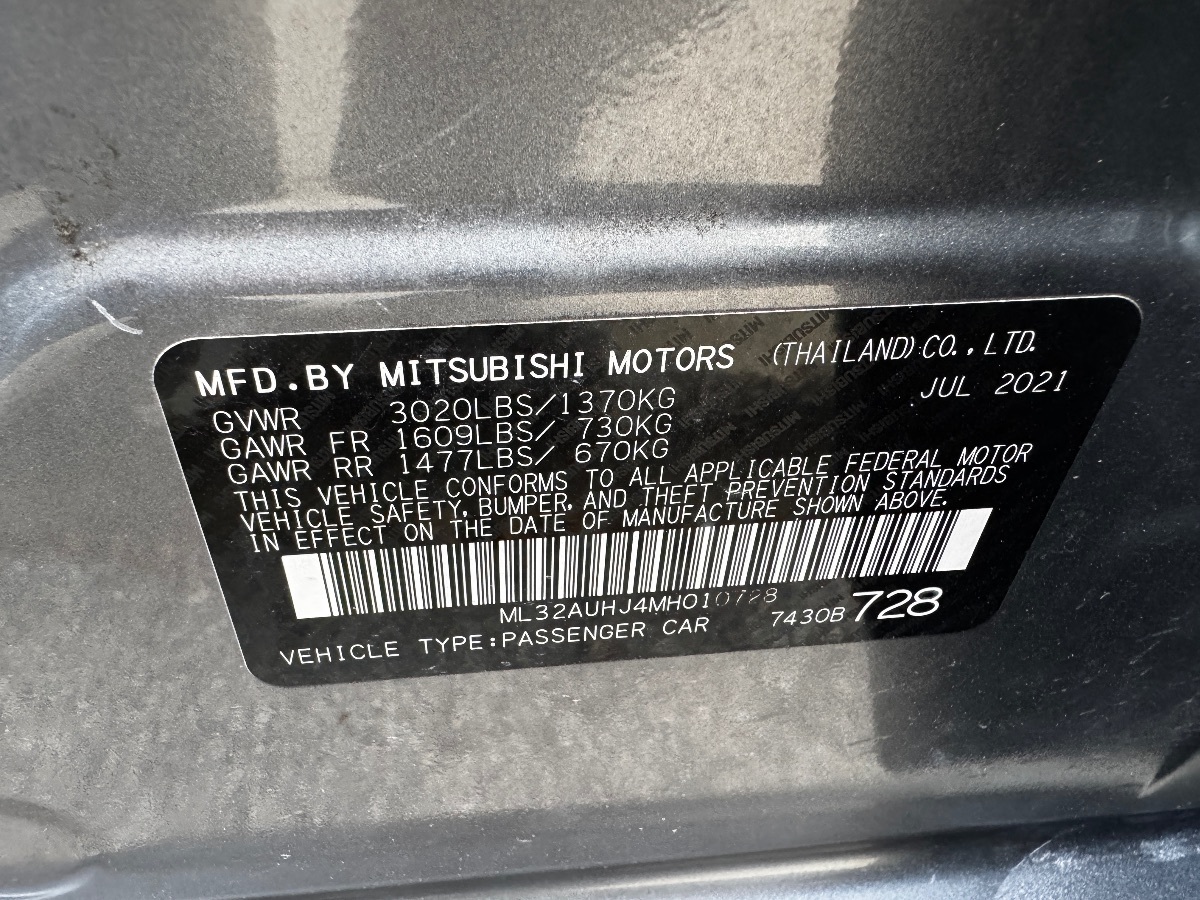 MFD.BY MITSUBISHI MOTORS (THAILAND) CO.,LTD.
JUL 2021
GVWR 3020LBS/1370KG
GAWR FR 1609LBS/ 730KG
GAWR RR 1477LBS/ 670KG
THIS VEHICLE CONFORMS TO ALL APPLICABLE FEDERAL MOTOR
VEHICLE SAFETY, BUMPER, AND THEFT PREVENTION STANDARDS
IN EFFECT ON THE DATE OF MANUFACTURE SHOWN ABOVE.
ML32AUHJ4MH010728
7430B 728
VEHICLE TYPE:PASSENGER CAR